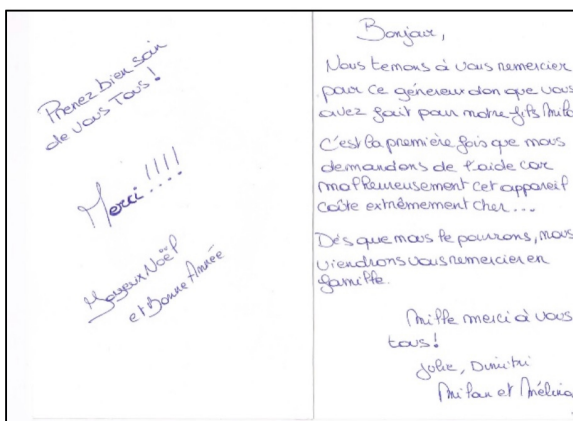 Prenez bien soin
de vous Tous !
Merci !!!!
Joyeux Noël
et Bonne Année
Bonjour,
Nous tenons à vous remercier
pour ce généreux don que vous
avez fait pour notre fils
C'est la première fois que nous
demandons de l'aide car
malheureusement cet appareil
coûte extrêmement cher...
Dès que nous le pourrons, nous
viendrons vous remercier en
famille.
Mille merci à vous
tous !
Julie, Dimitri
Milan et Mélina